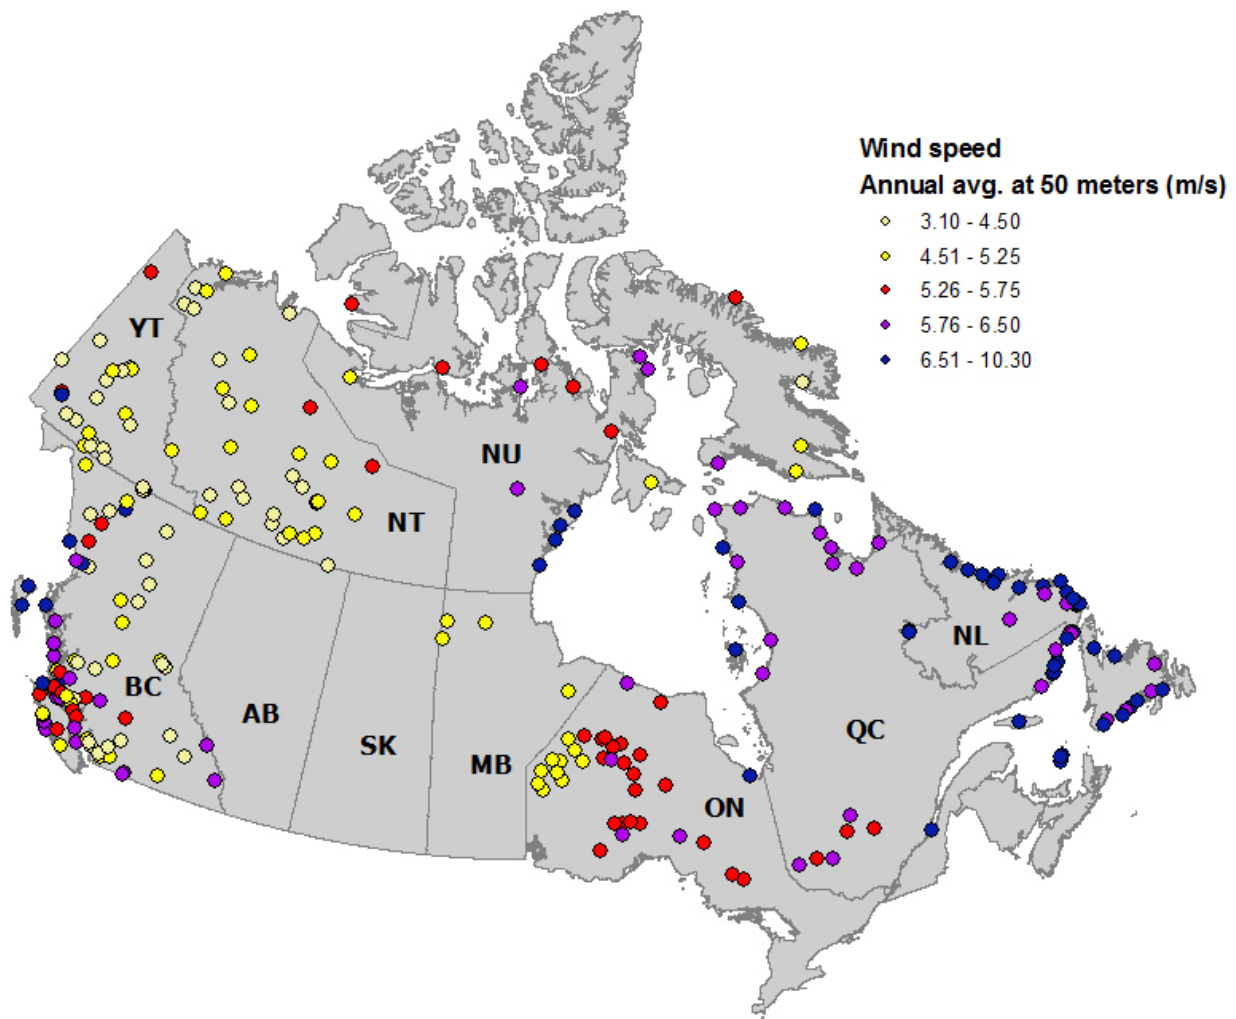 Wind speed
Annual avg. at 50 meters (m/s)
3.10 - 4.50
4.51 - 5.25
5.26 - 5.75
5.76 - 6.50
6.51 - 10.30
YT
NU
NT
NL
BC
AB
SK
MB
ON
QC